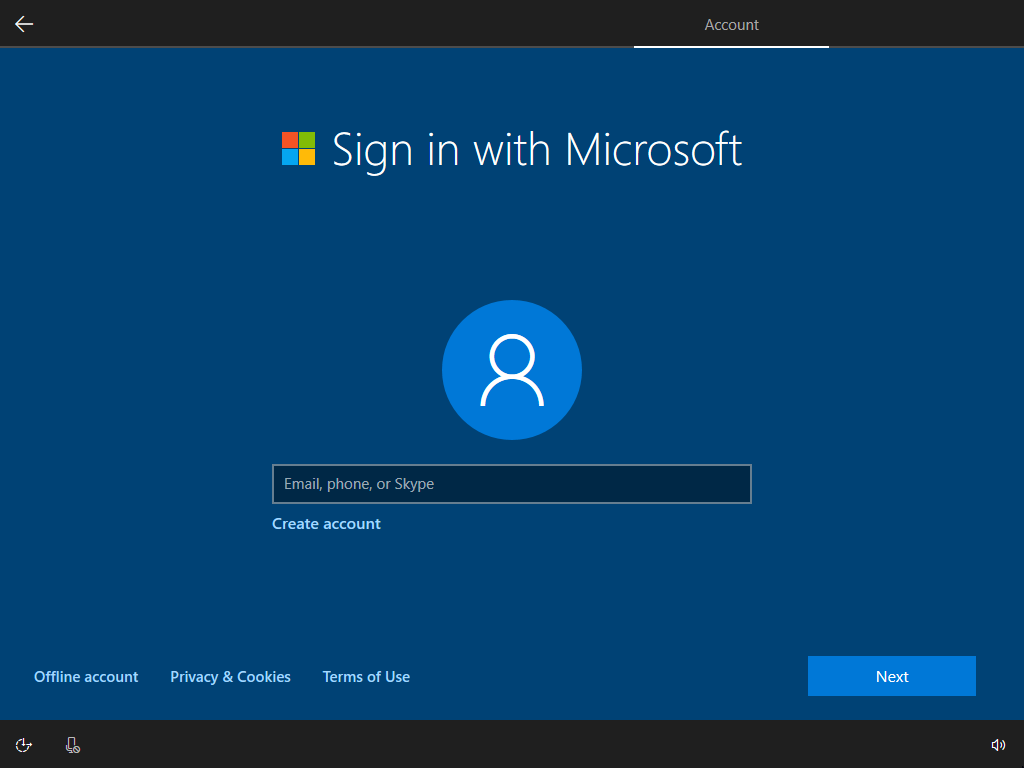 Account
Sign in with Microsoft
Email, phone, or Skype
Create account
Offline account Privacy & Cookies Terms of Use Next